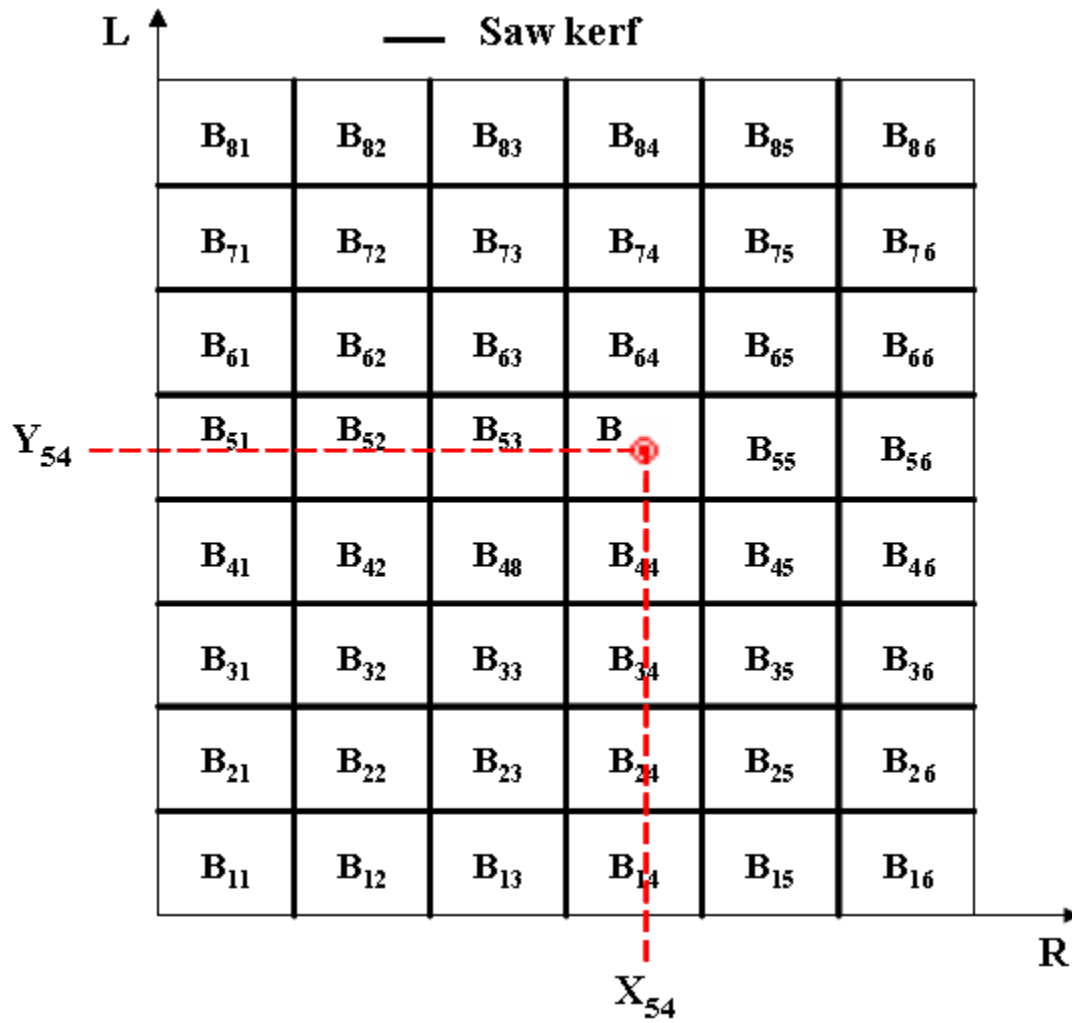 L — Saw kerf
B₈₁ B₈₂ B₈₃ B₈₄ B₈₅ B₈₆
B₇₁ B₇₂ B₇₃ B₇₄ B₇₅ B₇₆
B₆₁ B₆₂ B₆₃ B₆₄ B₆₅ B₆₆
Y₅₄ B₅₁ B₅₂ B₅₃ B B₅₅ B₅₆
B₄₁ B₄₂ B₄₈ B₄₄ B₄₅ B₄₆
B₃₁ B₃₂ B₃₃ B₃₄ B₃₅ B₃₆
B₂₁ B₂₂ B₂₃ B₂₄ B₂₅ B₂₆
B₁₁ B₁₂ B₁₃ B₁₄ B₁₅ B₁₆
R
X₅₄